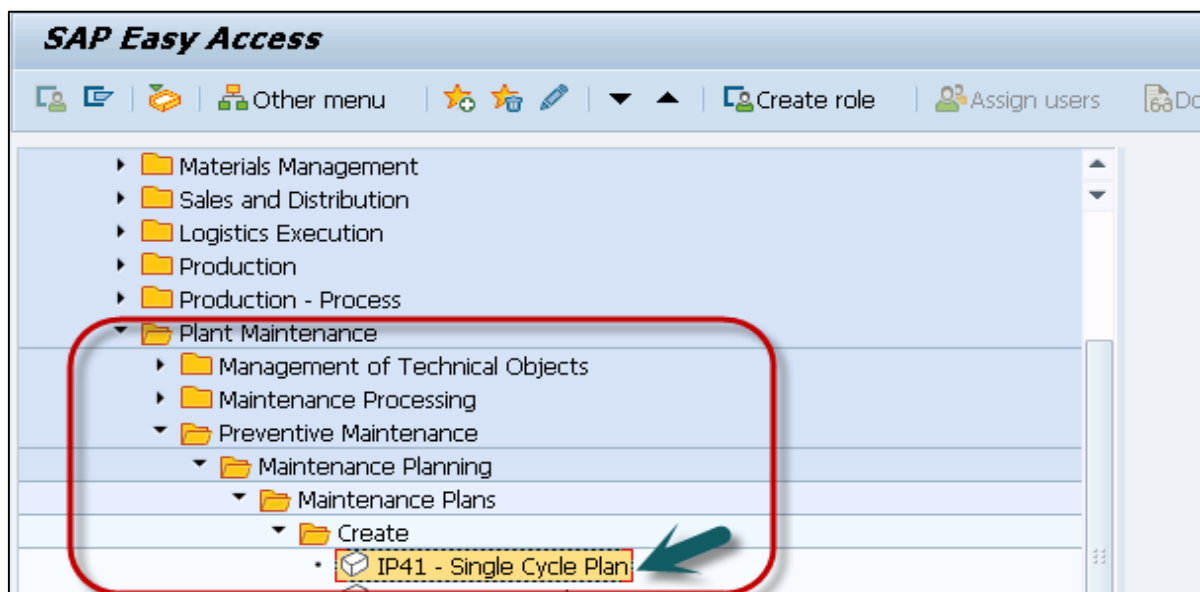 SAP Easy Access
Other menu Create role Assign users Do
Materials Management
Sales and Distribution
Logistics Execution
Production
Production - Process
Plant Maintenance
Management of Technical Objects
Maintenance Processing
Preventive Maintenance
Maintenance Planning
Maintenance Plans
Create
IP41 - Single Cycle Plan